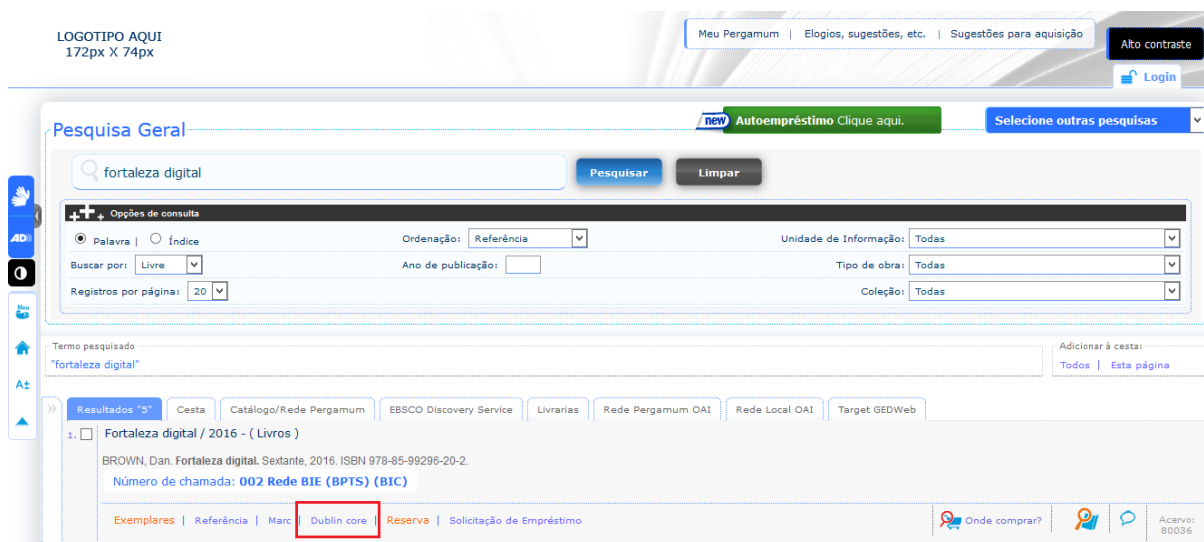 LOGOTIPO AQUI
172px X 74px
Meu Pergamum | Elogios, sugestões, etc. | Sugestões para aquisição
Alto contraste
Login
Pesquisa Geral
new Autoempréstimo Clique aqui.
Selecione outras pesquisas
fortaleza digital
Pesquisar
Limpar
Opções de consulta
Palavra | Índice
Ordenação: Referência
Unidade de Informação: Todas
Buscar por: Livre
Ano de publicação:
Tipo de obra: Todas
Registros por página: 20
Coleção: Todas
AD
Meu
A±
Termo pesquisado
"fortaleza digital"
Adicionar à cesta:
Todos | Esta página
Resultados "5"
Cesta
Catálogo/Rede Pergamum
EBSCO Discovery Service
Livrarias
Rede Pergamum OAI
Rede Local OAI
Target GEDWeb
1. Fortaleza digital / 2016 - ( Livros )
BROWN, Dan. Fortaleza digital. Sextante, 2016. ISBN 978-85-99296-20-2.
Número de chamada: 002 Rede BIE (BPTS) (BIC)
Exemplares | Referência | Marc | Dublin core | Reserva | Solicitação de Empréstimo
Onde comprar?
Acervo:
80036